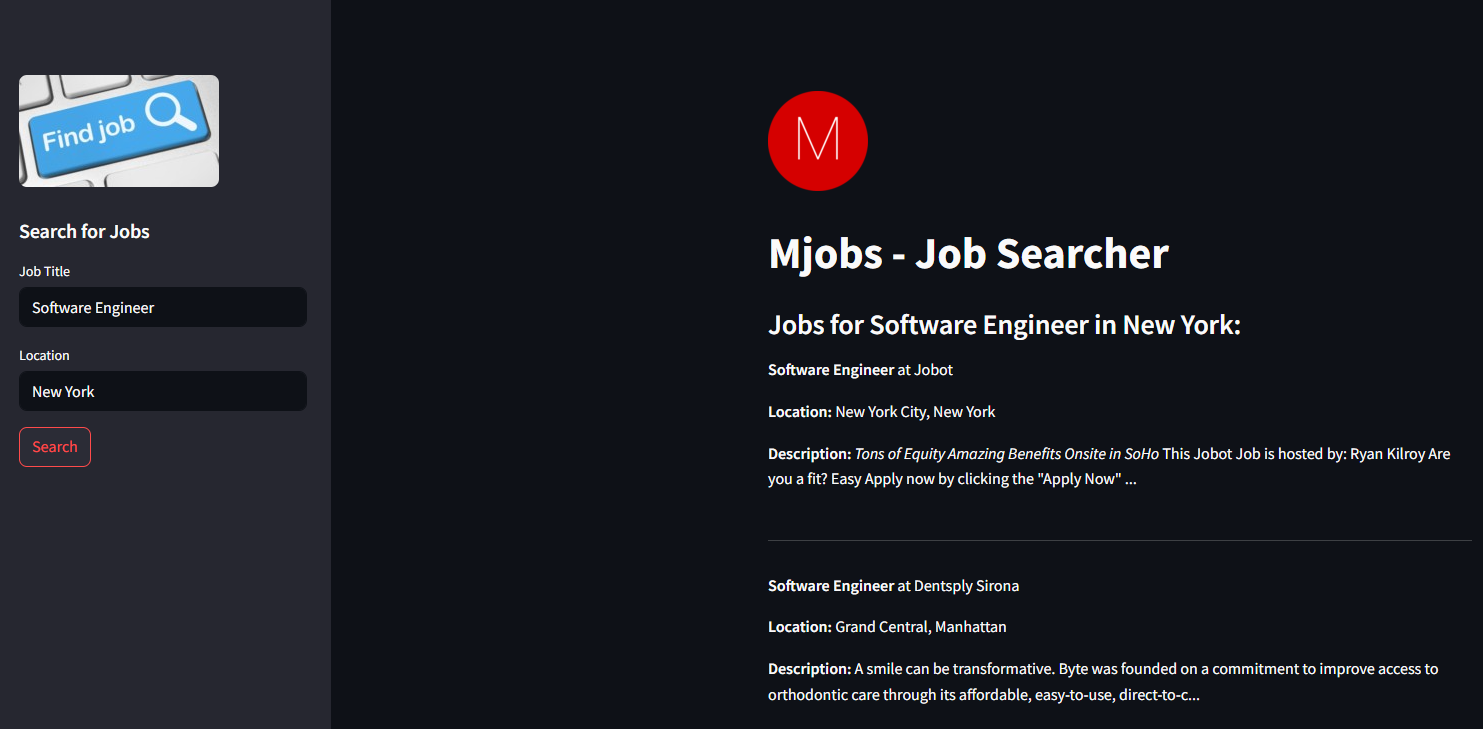 Find job
Search for Jobs
Job Title
Software Engineer
Location
New York
Search
M
Mjobs - Job Searcher
Jobs for Software Engineer in New York:
Software Engineer at Jobot
Location: New York City, New York
Description: Tons of Equity Amazing Benefits Onsite in SoHo This Jobot Job is hosted by: Ryan Kilroy Are
you a fit? Easy Apply now by clicking the "Apply Now" ...
Software Engineer at Dentsply Sirona
Location: Grand Central, Manhattan
Description: A smile can be transformative. Byte was founded on a commitment to improve access to
orthodontic care through its affordable, easy-to-use, direct-to-c...